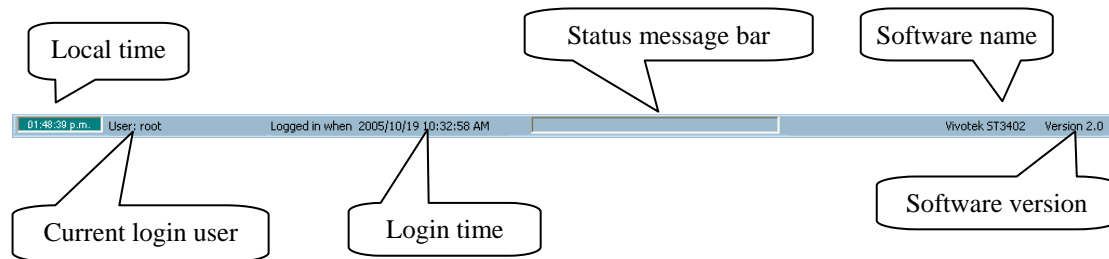 Local time
Status message bar
Software name
01:48:39 p.m. User: root Logged in when 2005/10/19 10:32:58 AM Vivotek ST3402 Version 2.0
Current login user
Login time
Software version